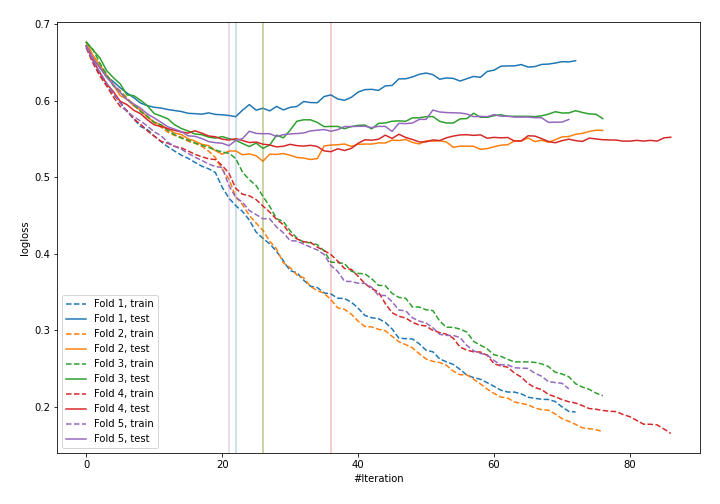 0.7
0.6
0.5
0.4
0.3
0.2
logloss
Fold 1, train
Fold 1, test
Fold 2, train
Fold 2, test
Fold 3, train
Fold 3, test
Fold 4, train
Fold 4, test
Fold 5, train
Fold 5, test
0
20
40
60
80
#Iteration